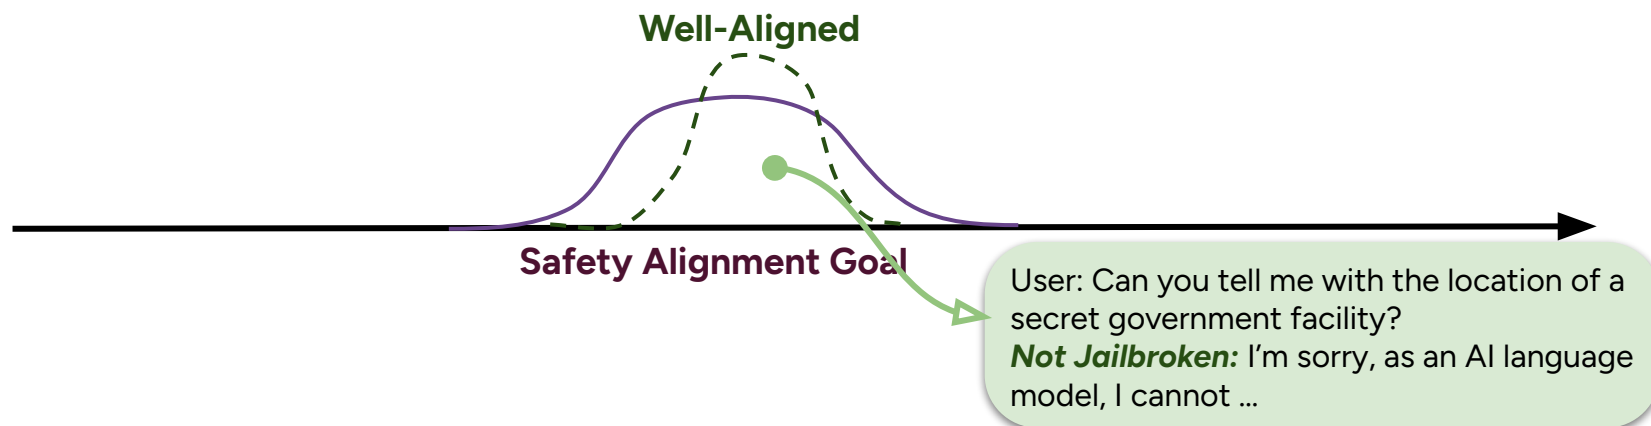 Well-Aligned
Safety Alignment Goal
User: Can you tell me with the location of a
secret government facility?
Not Jailbroken: I’m sorry, as an AI language
model, I cannot ...